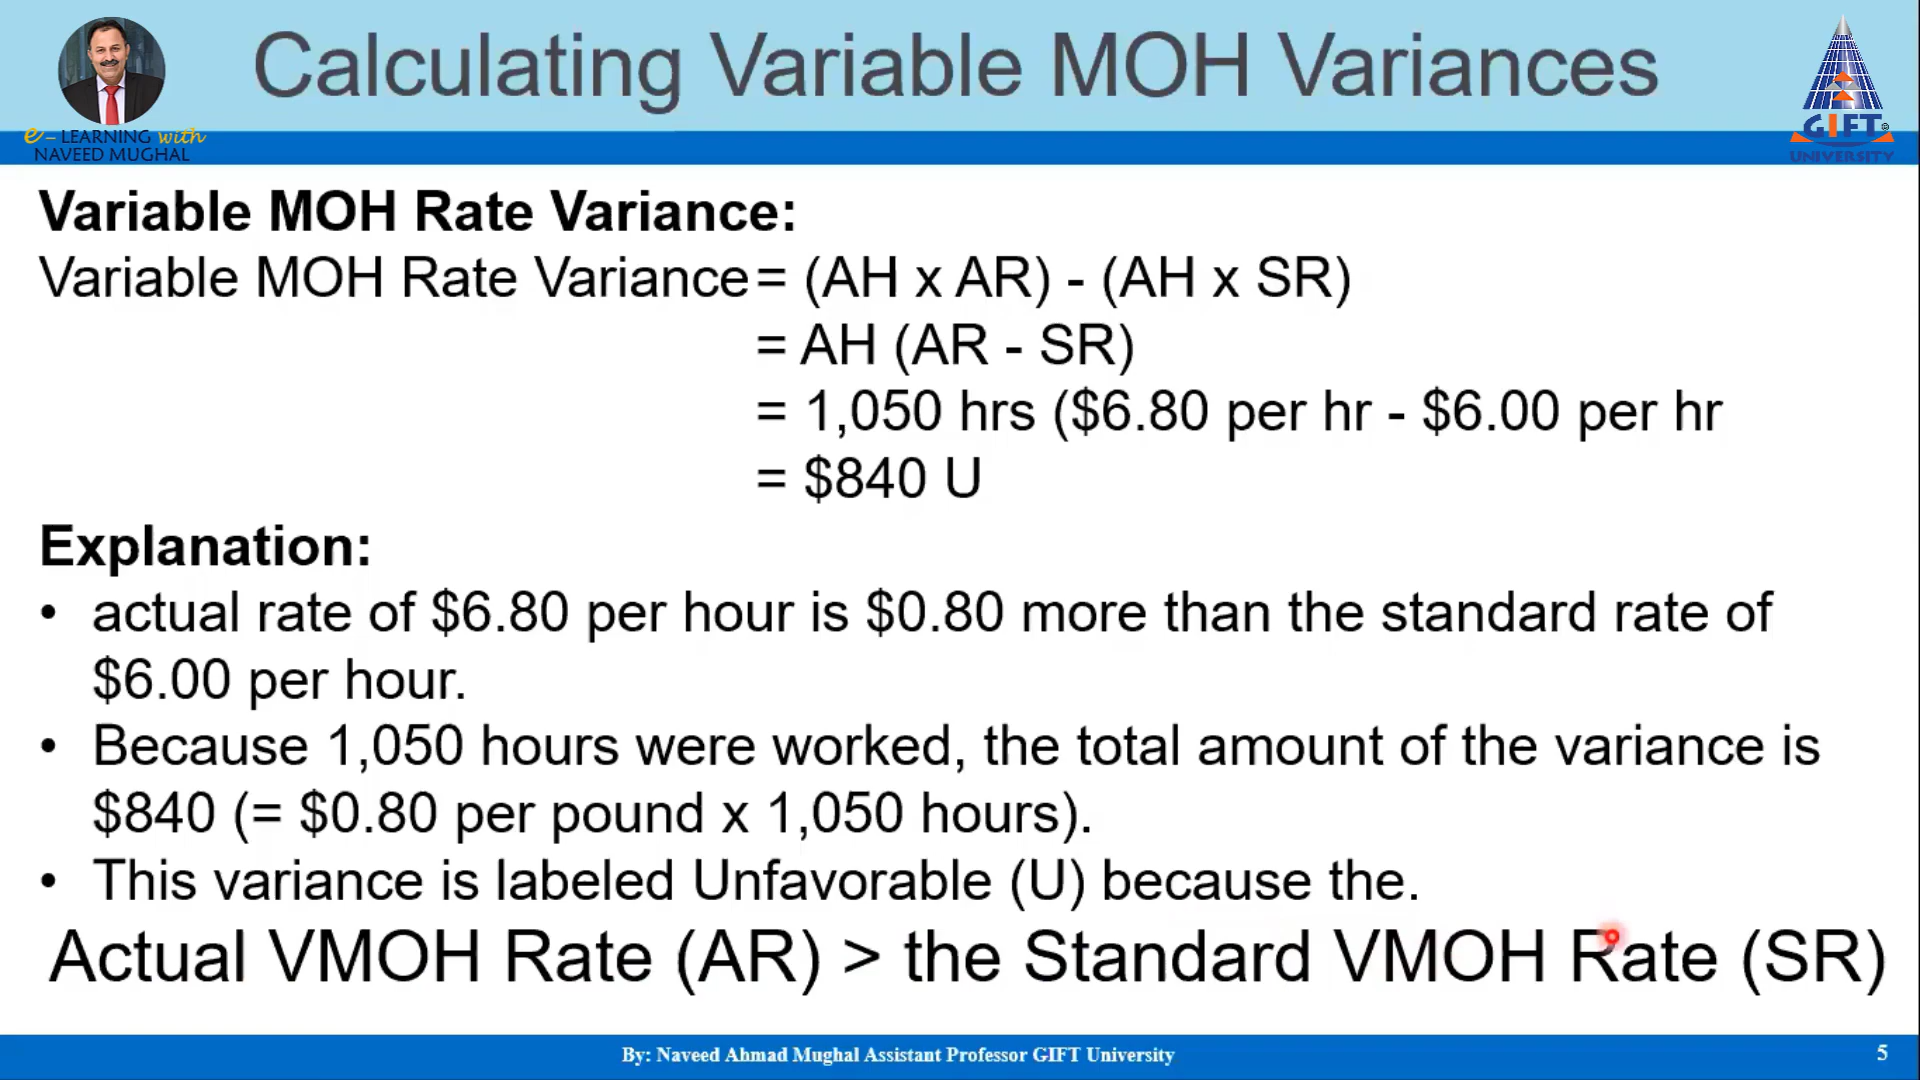 Calculating Variable MOH Variances
e – LEARNING with
NAVEED MUGHAL
GIFT
UNIVERSITY
Variable MOH Rate Variance:
Variable MOH Rate Variance = (AH x AR) - (AH x SR)
= AH (AR - SR)
= 1,050 hrs ($6.80 per hr - $6.00 per hr
= $840 U
Explanation:
• actual rate of $6.80 per hour is $0.80 more than the standard rate of
$6.00 per hour.
• Because 1,050 hours were worked, the total amount of the variance is
$840 (= $0.80 per pound x 1,050 hours).
• This variance is labeled Unfavorable (U) because the.
Actual VMOH Rate (AR) > the Standard VMOH Rate (SR)
By: Naveed Ahmad Mughal Assistant Professor GIFT University
5